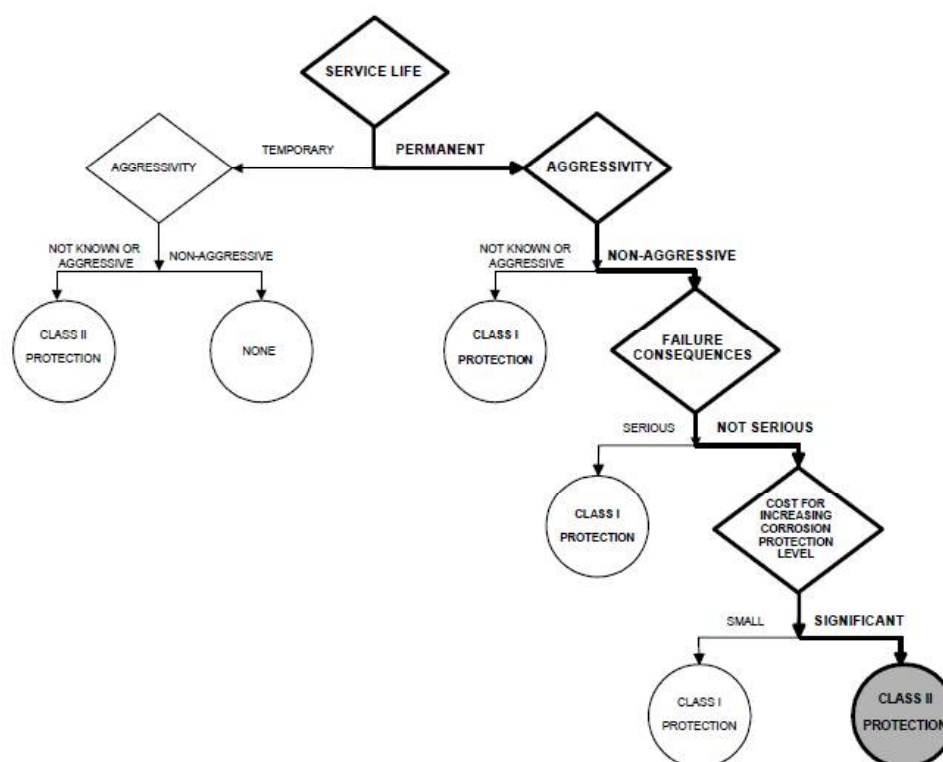 SERVICE LIFE
TEMPORARY
PERMANENT
AGGRESSIVITY
AGGRESSIVITY
NOT KNOWN OR
AGGRESSIVE
NON-AGGRESSIVE
NOT KNOWN OR
AGGRESSIVE
NON-AGGRESSIVE
CLASS II
PROTECTION
NONE
CLASS I
PROTECTION
FAILURE
CONSEQUENCES
SERIOUS
NOT SERIOUS
CLASS I
PROTECTION
COST FOR
INCREASING
CORROSION
PROTECTION
LEVEL
SMALL
SIGNIFICANT
CLASS I
PROTECTION
CLASS II
PROTECTION